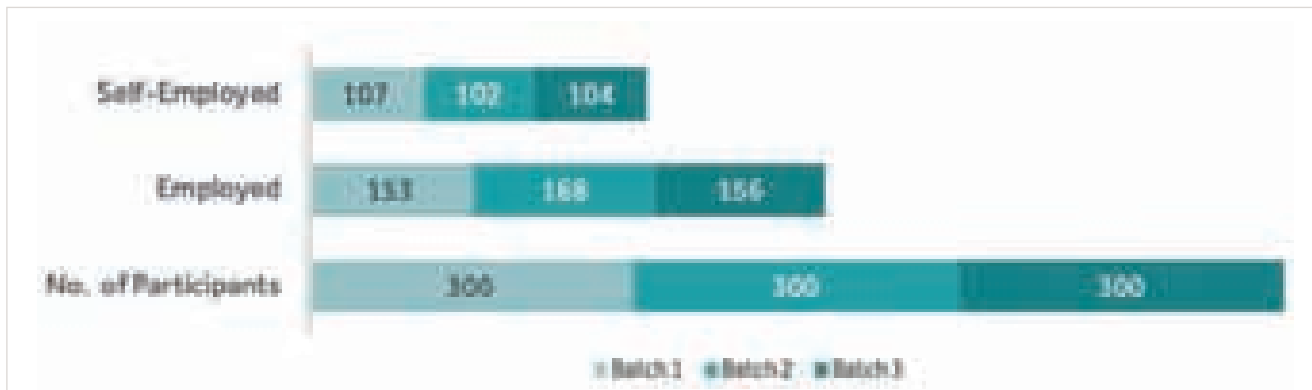 Self-Employed 107 102 104
Employed 153 168 156
No. of Participants 300 300 300
Batch 1 Batch 2 Batch 3